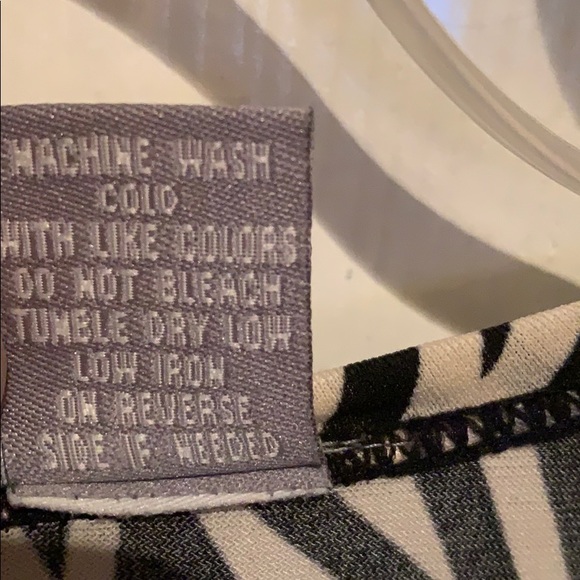 MACHINE WASH
COLD
WITH LIKE COLORS
DO NOT BLEACH
TUMBLE DRY LOW
LOW IRON
ON REVERSE
SIDE IF NEEDED